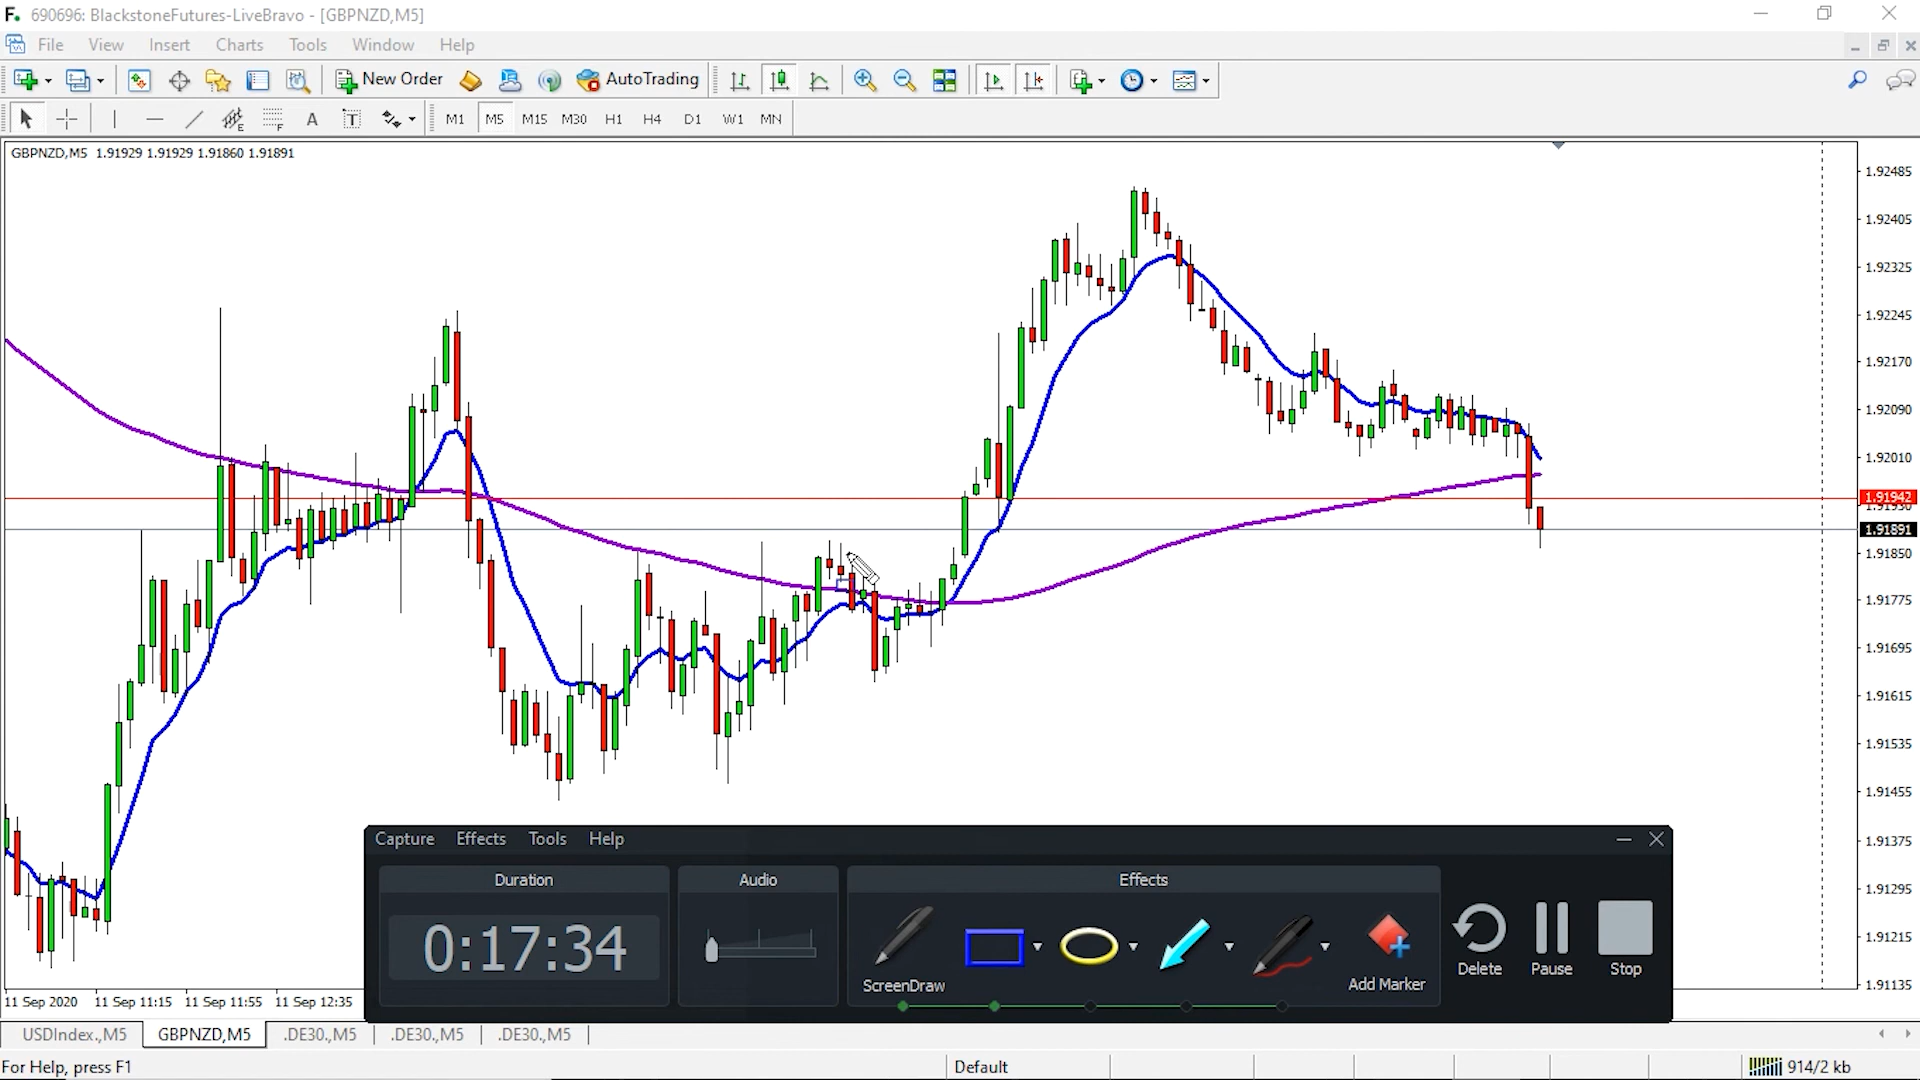 F. 690696: BlackstoneFutures-LiveBravo - [GBPNZD,M5]
File View Insert Charts Tools Window Help
New Order AutoTrading
A T M1 M5 M15 M30 H1 H4 D1 W1 MN
GBPNZD,M5 1.91929 1.91929 1.91860 1.91891
1.92485
1.92405
1.92325
1.92245
1.92170
1.92090
1.92010
1.91942
1.91930
1.91891
1.91850
1.91775
1.91695
1.91615
1.91535
1.91455
1.91375
1.91295
1.91215
1.91135
Capture Effects Tools Help
Duration Audio Effects
0:17:34
ScreenDraw Add Marker Delete Pause Stop
11 Sep 2020 11 Sep 11:15 11 Sep 11:55 11 Sep 12:35
USDIndex.,M5 GBPNZD,M5 .DE30.,M5 .DE30.,M5 .DE30.,M5
For Help, press F1 Default 914/2 kb